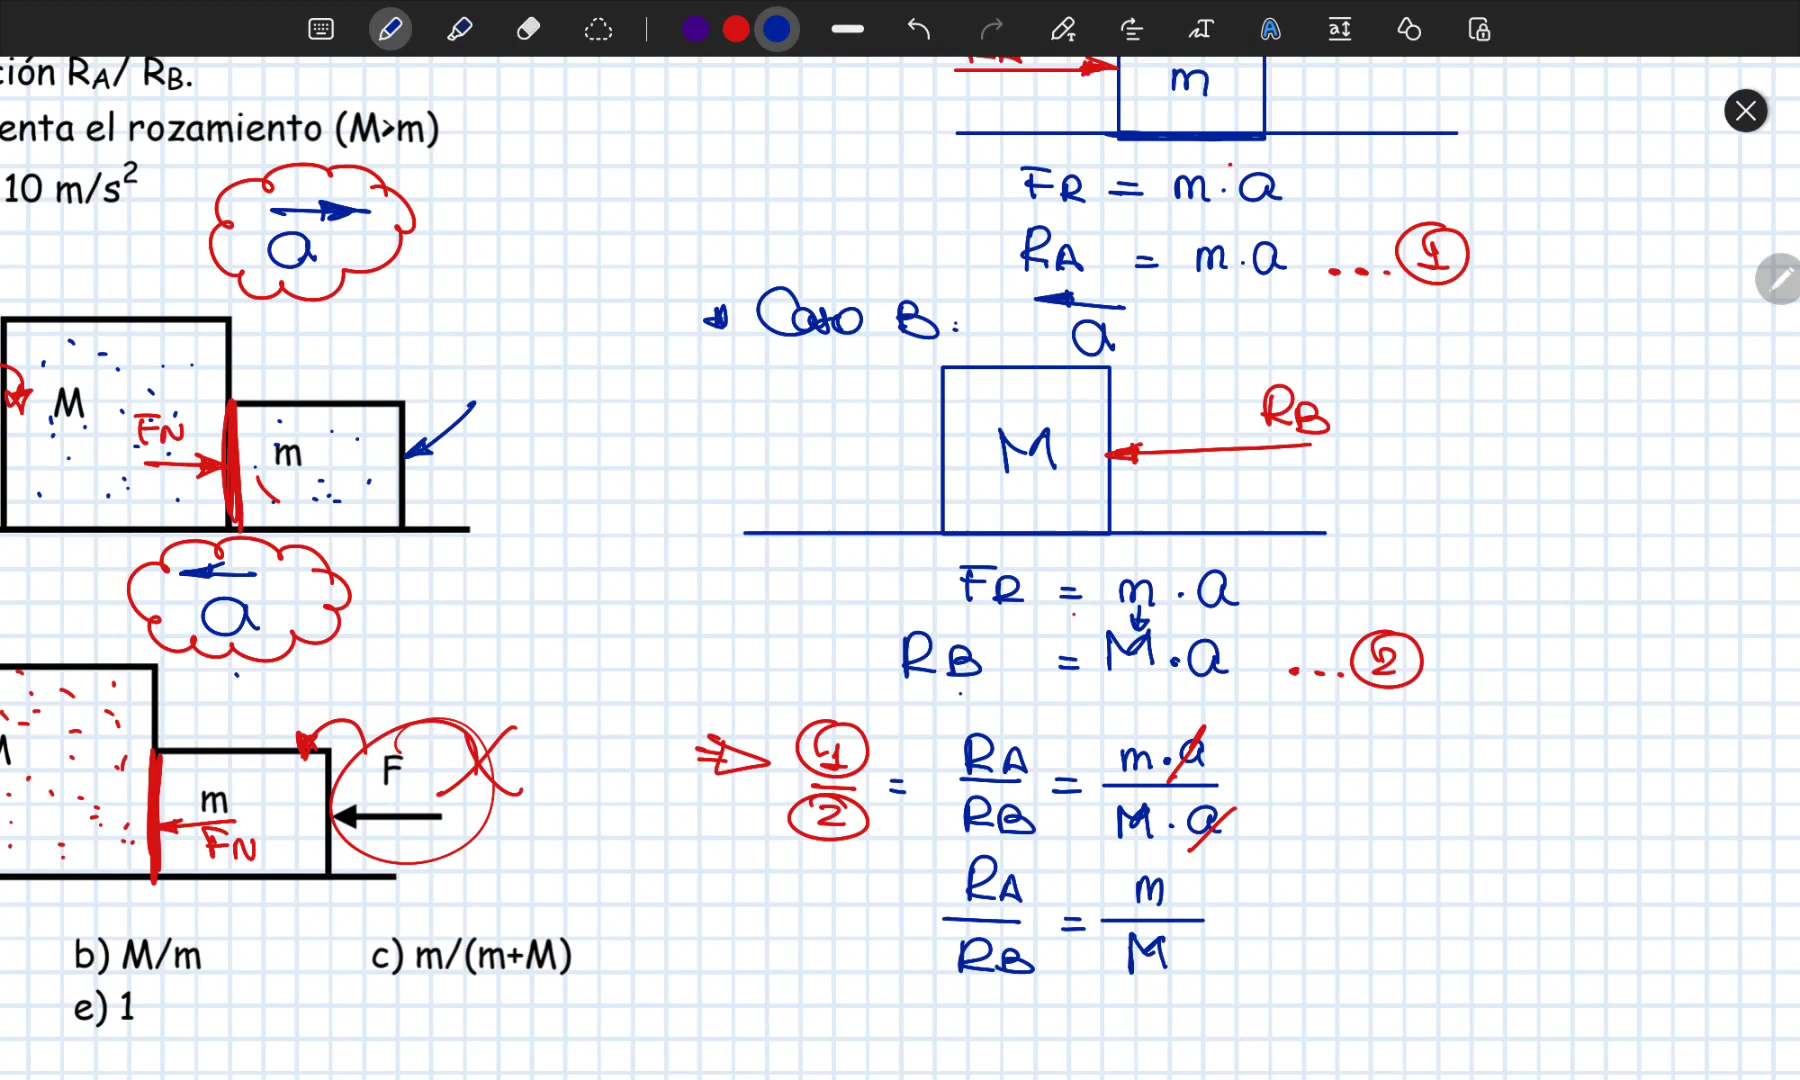 ción RA/ RB.
enta el rozamiento (M>m)
10 m/s²
a
M
FN
m
a
m
FN
F
b) M/m
c) m/(m+M)
e) 1
m
FR = m . a
RA = m . a ... 1
Caso B:
a
M
RB
FR = m . a
RB = M . a ... 2
1/2 = RA/RB = m . a/M . a
RA/RB = m/M